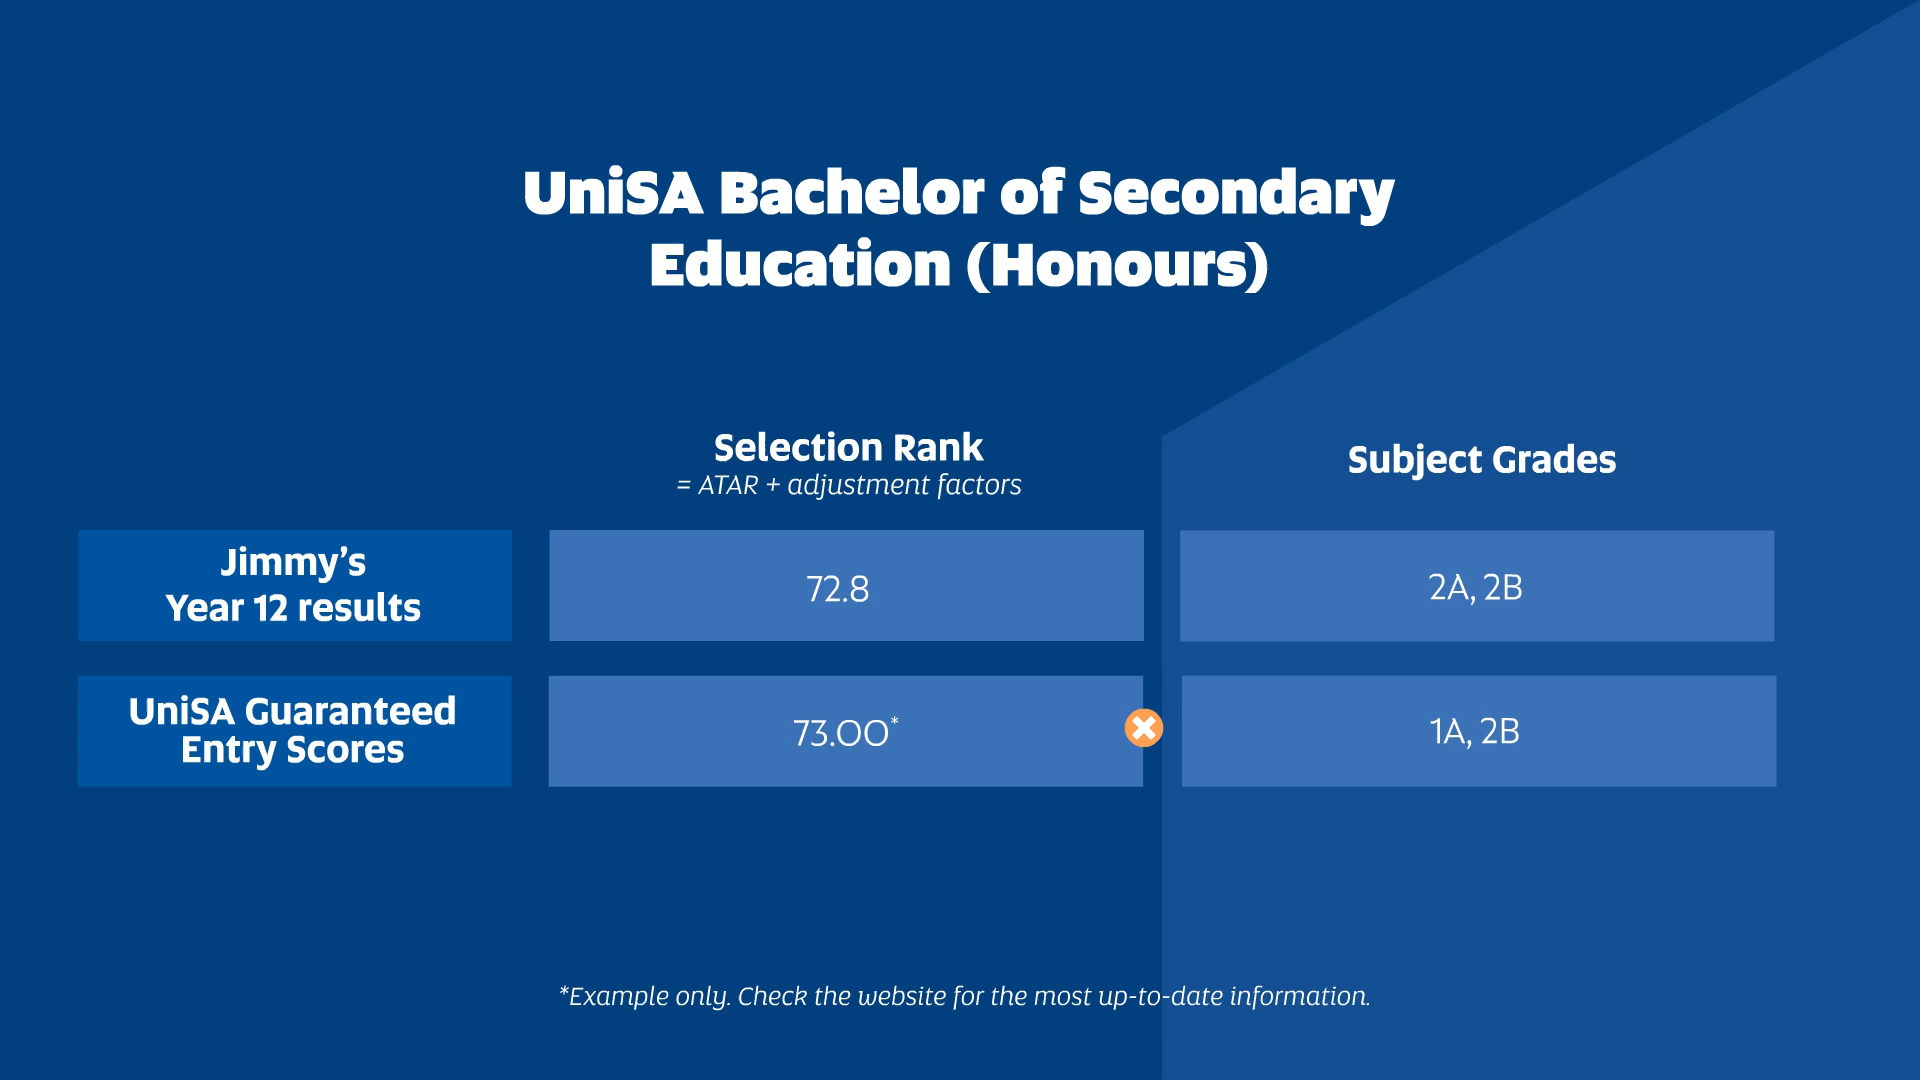 UniSA Bachelor of Secondary
Education (Honours)
Selection Rank
= ATAR + adjustment factors
Subject Grades
Jimmy’s
Year 12 results
72.8
2A, 2B
UniSA Guaranteed
Entry Scores
73.00*
1A, 2B
*Example only. Check the website for the most up-to-date information.